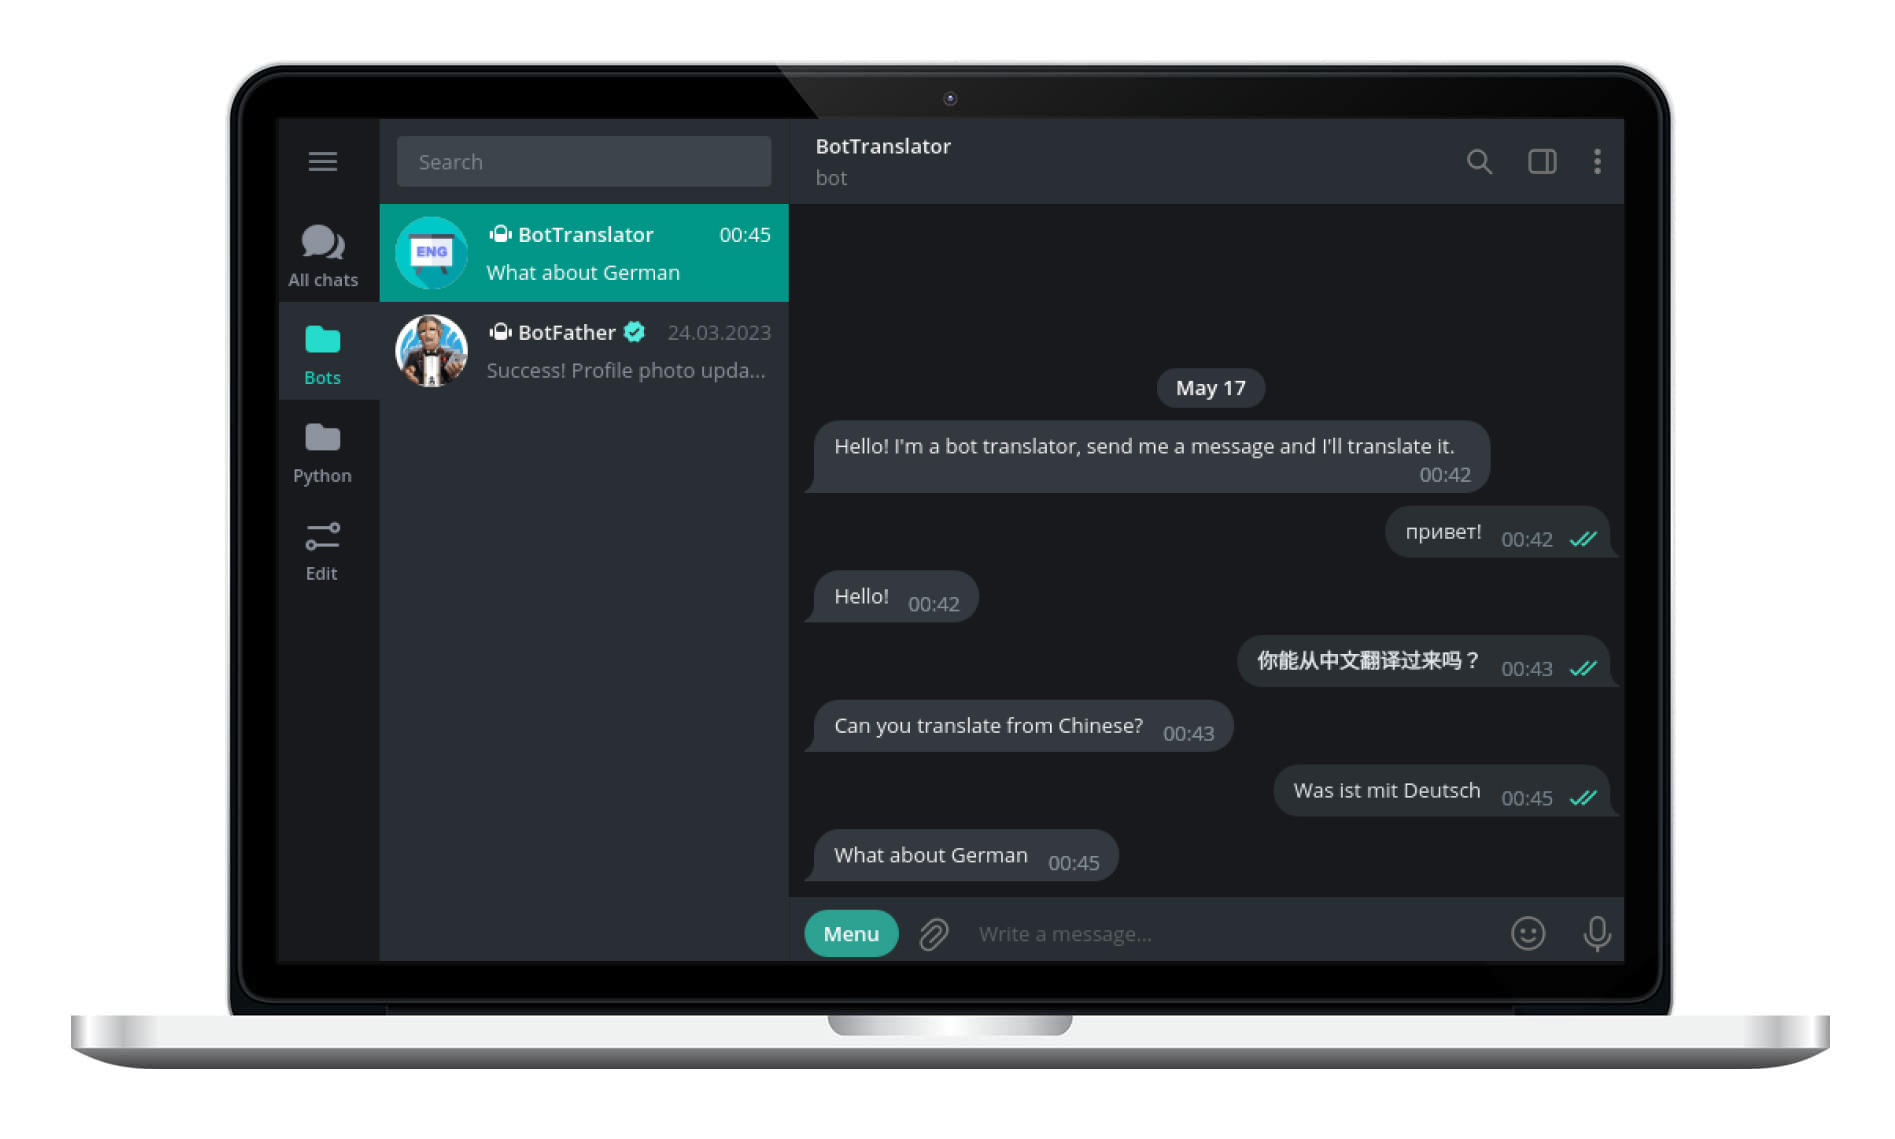 Search
BotTranslator
bot
All chats
Bots
Python
Edit
ENG
BotTranslator 00:45
What about German
BotFather 24.03.2023
Success! Profile photo upda...
May 17
Hello! I'm a bot translator, send me a message and I'll translate it.
00:42
привет! 00:42
Hello! 00:42
你能从中文翻译过来吗？ 00:43
Can you translate from Chinese? 00:43
Was ist mit Deutsch 00:45
What about German 00:45
Menu
Write a message...